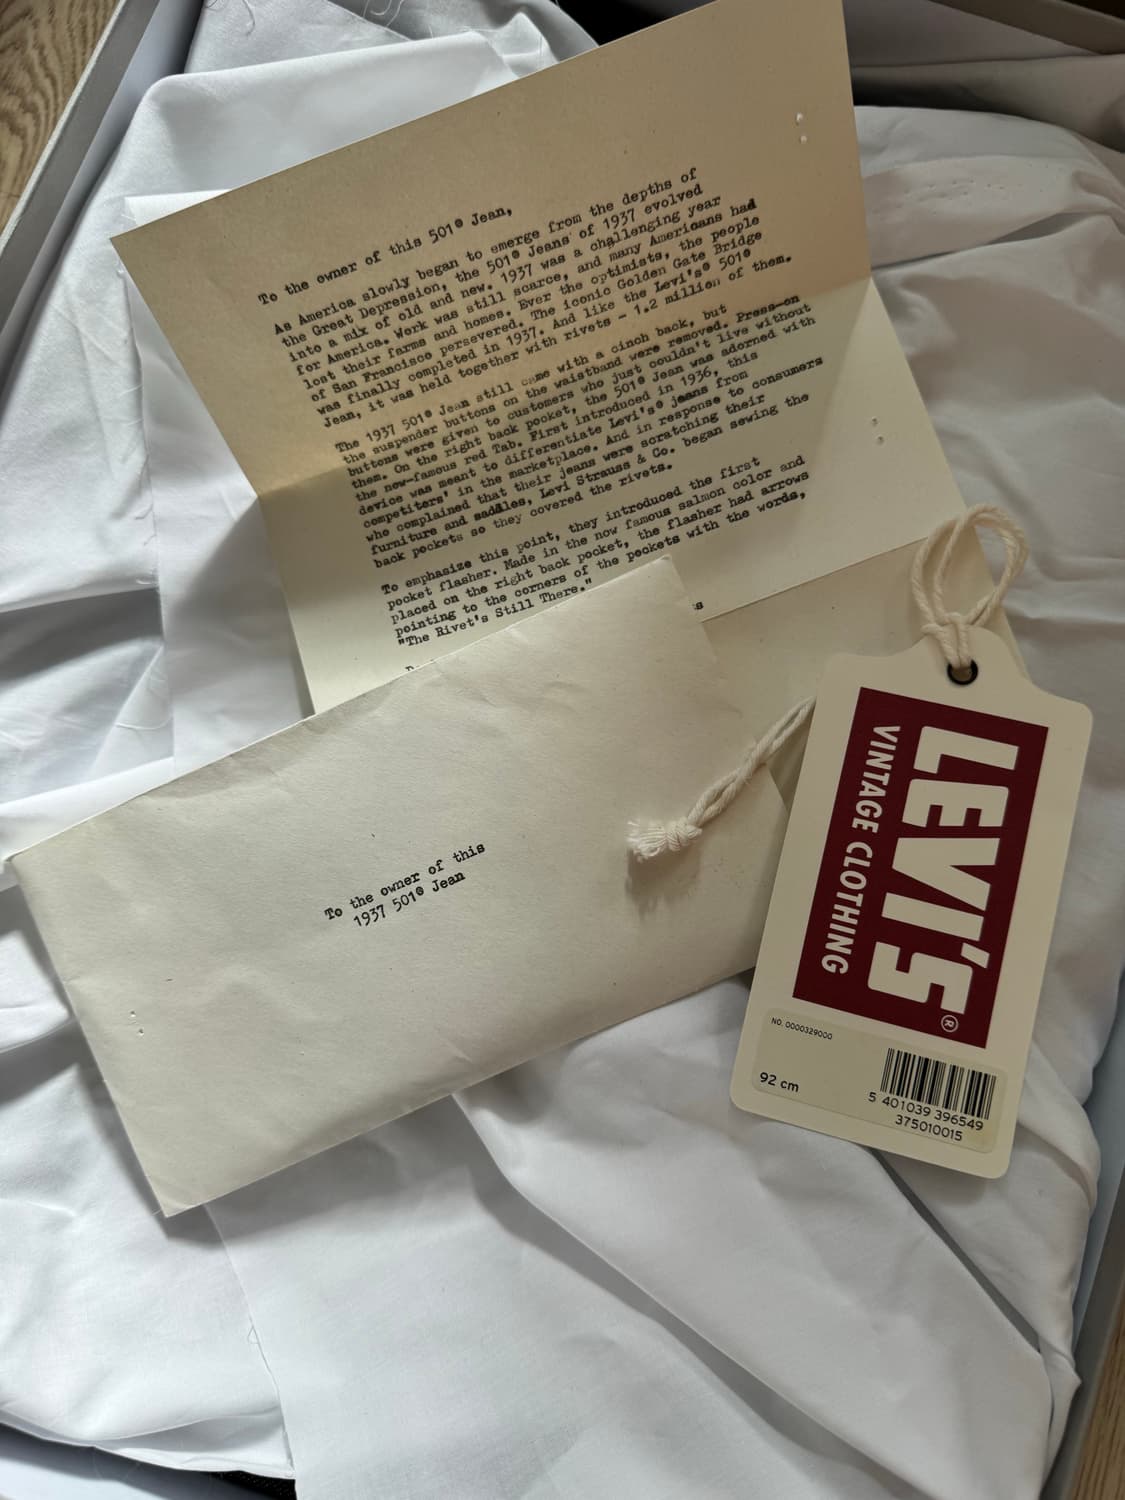 To the owner of this 501® Jean,
As America slowly began to emerge from the depths of
the Great Depression, the 501® Jeans of 1937 evolved
into a mix of old and new. 1937 was a challenging year
for America. Work was still scarce, and many Americans had
lost their farms and homes. Ever the optimists, the people
of San Francisco persevered. The iconic Golden Gate Bridge
was finally completed in 1937. And like the Levi's® 501®
Jean, it was held together with rivets - 1.2 million of them.
The 1937 501® Jean still came with a cinch back, but
the suspender buttons on the waistband were removed. Press-on
buttons were given to customers who just couldn't live without
them. On the right back pocket, the 501® Jean was adorned with
the now-famous red Tab. First introduced in 1936, this
device was meant to differentiate Levi's® jeans from
competitors' in the marketplace. And in response to consumers
who complained that their jeans were scratching their
furniture and saddles, Levi Strauss & Co. began sewing the
back pockets so they covered the rivets.
To emphasize this point, they introduced the first
pocket flasher. Made in the now famous salmon color and
placed on the right back pocket, the flasher had arrows
pointing to the corners of the pockets with the words,
"The Rivet's Still There."
To the owner of this
1937 501® Jean
LEVI'S®
VINTAGE CLOTHING
NO. 0000329000
92 cm
5 401039 396549
375010015